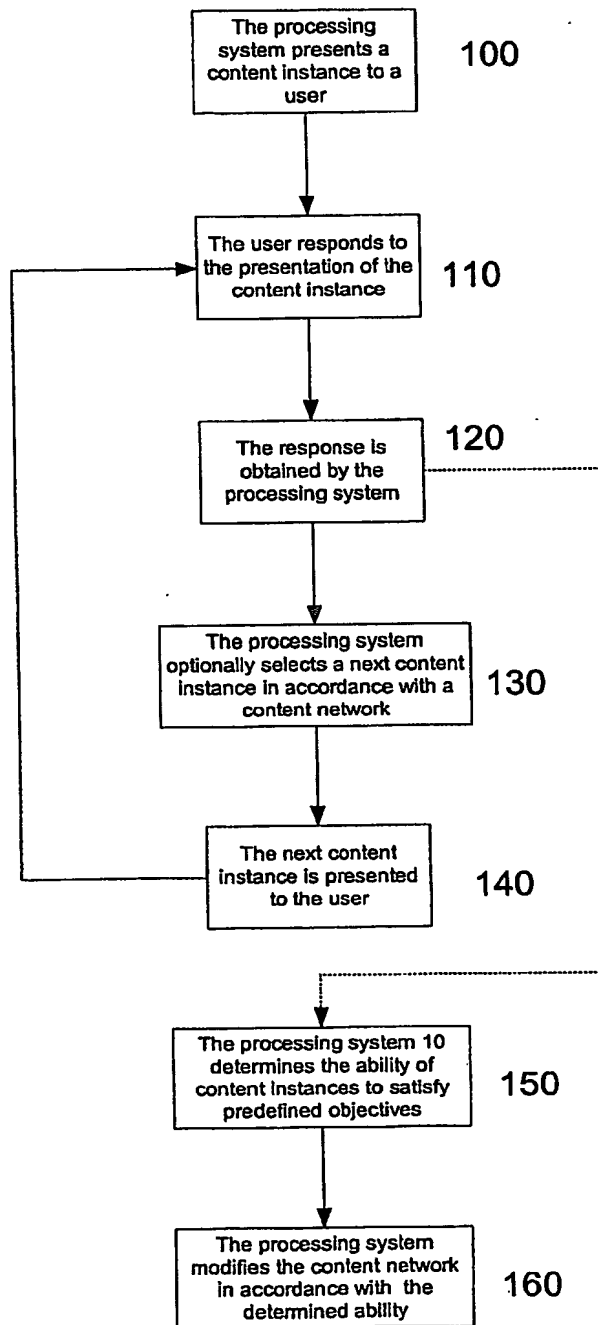 The processing
system presents a
content instance to a
user
100
The user responds to
the presentation of the
content instance
110
The response is
obtained by the
processing system
120
The processing system
optionally selects a next content
instance in accordance with a
content network
130
The next content
instance is presented
to the user
140
The processing system 10
determines the ability of
content instances to satisfy
predefined objectives
150
The processing system
modifies the content network
in accordance with the
determined ability
160